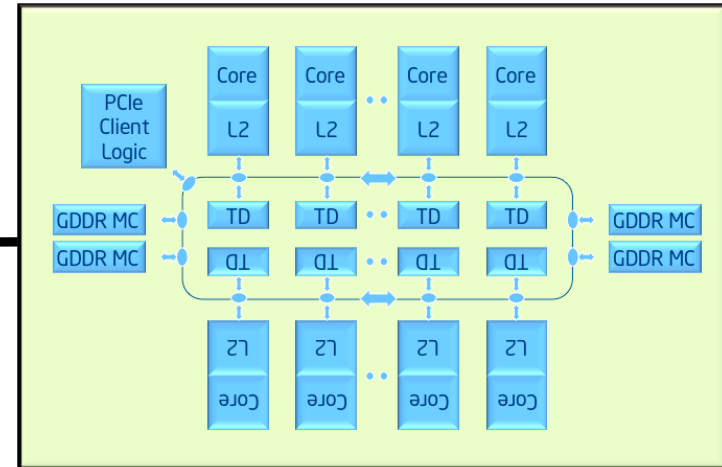 Core Core Core Core
PCIe
Client
Logic
L2 L2 L2 L2
TD TD TD TD
GDDR MC GDDR MC
GDDR MC GDDR MC
TD TD TD TD
L2 L2 L2 L2
Core Core Core Core